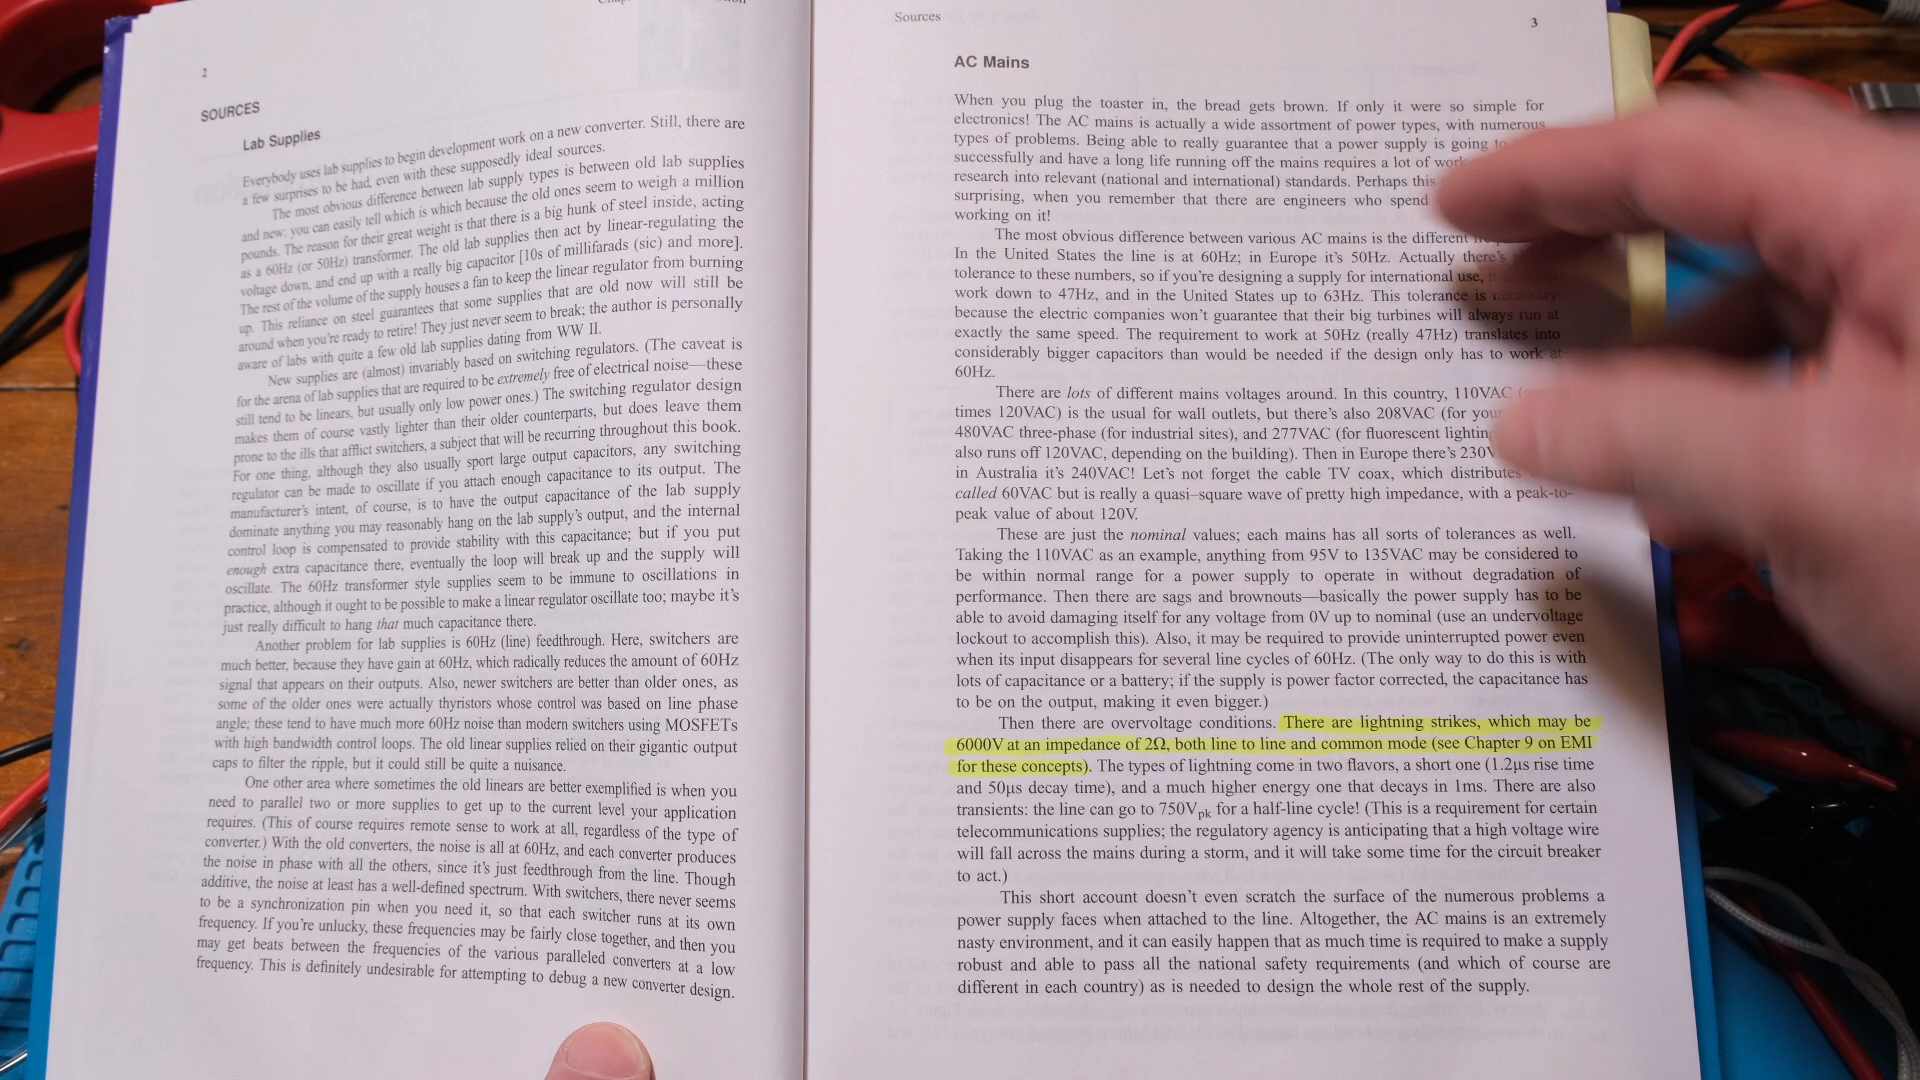 2
SOURCES
Lab Supplies
Everybody uses lab supplies to begin development work on a new converter. Still, there are
a few surprises to be had, even with these supposedly ideal sources.
The most obvious difference between lab supply types is between old lab supplies
and new: you can easily tell which is which because the old ones seem to weigh a million
pounds. The reason for their great weight is that there is a big hunk of steel inside, acting
as a 60Hz (or 50Hz) transformer. The old lab supplies then act by linear-regulating the
voltage down, and end up with a really big capacitor [10s of millifarads (sic) and more].
The rest of the volume of the supply houses a fan to keep the linear regulator from burning
up. This reliance on steel guarantees that some supplies that are old now will still be
around when you're ready to retire! They just never seem to break; the author is personally
aware of labs with quite a few old lab supplies dating from WW II.
New supplies are (almost) invariably based on switching regulators. (The caveat is
for the arena of lab supplies that are required to be extremely free of electrical noise—these
still tend to be linears, but usually only low power ones.) The switching regulator design
makes them of course vastly lighter than their older counterparts, but does leave them
prone to the ills that afflict switchers, a subject that will be recurring throughout this book.
For one thing, although they also usually sport large output capacitors, any switching
regulator can be made to oscillate if you attach enough capacitance to its output. The
manufacturer's intent, of course, is to have the output capacitance of the lab supply
dominate anything you may reasonably hang on the lab supply's output, and the internal
control loop is compensated to provide stability with this capacitance; but if you put
enough extra capacitance there, eventually the loop will break up and the supply will
oscillate. The 60Hz transformer style supplies seem to be immune to oscillations in
practice, although it ought to be possible to make a linear regulator oscillate too; maybe it's
just really difficult to hang that much capacitance there.
Another problem for lab supplies is 60Hz (line) feedthrough. Here, switchers are
much better, because they have gain at 60Hz, which radically reduces the amount of 60Hz
signal that appears on their outputs. Also, newer switchers are better than older ones, as
some of the older ones were actually thyristors whose control was based on line phase
angle; these tend to have much more 60Hz noise than modern switchers using MOSFETs
with high bandwidth control loops. The old linear supplies relied on their gigantic output
caps to filter the ripple, but it could still be quite a nuisance.
One other area where sometimes the old linears are better exemplified is when you
need to parallel two or more supplies to get up to the current level your application
requires. (This of course requires remote sense to work at all, regardless of the type of
converter.) With the old converters, the noise is all at 60Hz, and each converter produces
the noise in phase with all the others, since it's just feedthrough from the line. Though
additive, the noise at least has a well-defined spectrum. With switchers, there never seems
to be a synchronization pin when you need it, so that each switcher runs at its own
frequency. If you're unlucky, these frequencies may be fairly close together, and then you
may get beats between the frequencies of the various paralleled converters at a low
frequency. This is definitely undesirable for attempting to debug a new converter design.
Sources
3
AC Mains
When you plug the toaster in, the bread gets brown. If only it were so simple for
electronics! The AC mains is actually a wide assortment of power types, with numerous
types of problems. Being able to really guarantee that a power supply is going to
successfully and have a long life running off the mains requires a lot of work
research into relevant (national and international) standards. Perhaps this
surprising, when you remember that there are engineers who spend
working on it!
The most obvious difference between various AC mains is the different
In the United States the line is at 60Hz; in Europe it's 50Hz. Actually there's
tolerance to these numbers, so if you're designing a supply for international use,
work down to 47Hz, and in the United States up to 63Hz. This tolerance is necessary
because the electric companies won't guarantee that their big turbines will always run at
exactly the same speed. The requirement to work at 50Hz (really 47Hz) translates into
considerably bigger capacitors than would be needed if the design only has to work at
60Hz.
There are lots of different mains voltages around. In this country, 110VAC
times 120VAC) is the usual for wall outlets, but there's also 208VAC (for your
480VAC three-phase (for industrial sites), and 277VAC (for fluorescent
also runs off 120VAC, depending on the building). Then in Europe there's
in Australia it's 240VAC! Let's not forget the cable TV coax, which distributes
called 60VAC but is really a quasi–square wave of pretty high impedance, with a peak-to-
peak value of about 120V.
These are just the nominal values; each mains has all sorts of tolerances as well.
Taking the 110VAC as an example, anything from 95V to 135VAC may be considered to
be within normal range for a power supply to operate in without degradation of
performance. Then there are sags and brownouts—basically the power supply has to be
able to avoid damaging itself for any voltage from 0V up to nominal (use an undervoltage
lockout to accomplish this). Also, it may be required to provide uninterrupted power even
when its input disappears for several line cycles of 60Hz. (The only way to do this is with
lots of capacitance or a battery; if the supply is power factor corrected, the capacitance has
to be on the output, making it even bigger.)
Then there are overvoltage conditions. There are lightning strikes, which may be
6000V at an impedance of 2Ω, both line to line and common mode (see Chapter 9 on EMI
for these concepts). The types of lightning come in two flavors, a short one (1.2μs rise time
and 50μs decay time), and a much higher energy one that decays in 1ms. There are also
transients: the line can go to 750Vpk for a half-line cycle! (This is a requirement for certain
telecommunications supplies; the regulatory agency is anticipating that a high voltage wire
will fall across the mains during a storm, and it will take some time for the circuit breaker
to act.)
This short account doesn't even scratch the surface of the numerous problems a
power supply faces when attached to the line. Altogether, the AC mains is an extremely
nasty environment, and it can easily happen that as much time is required to make a supply
robust and able to pass all the national safety requirements (and which of course are
different in each country) as is needed to design the whole rest of the supply.